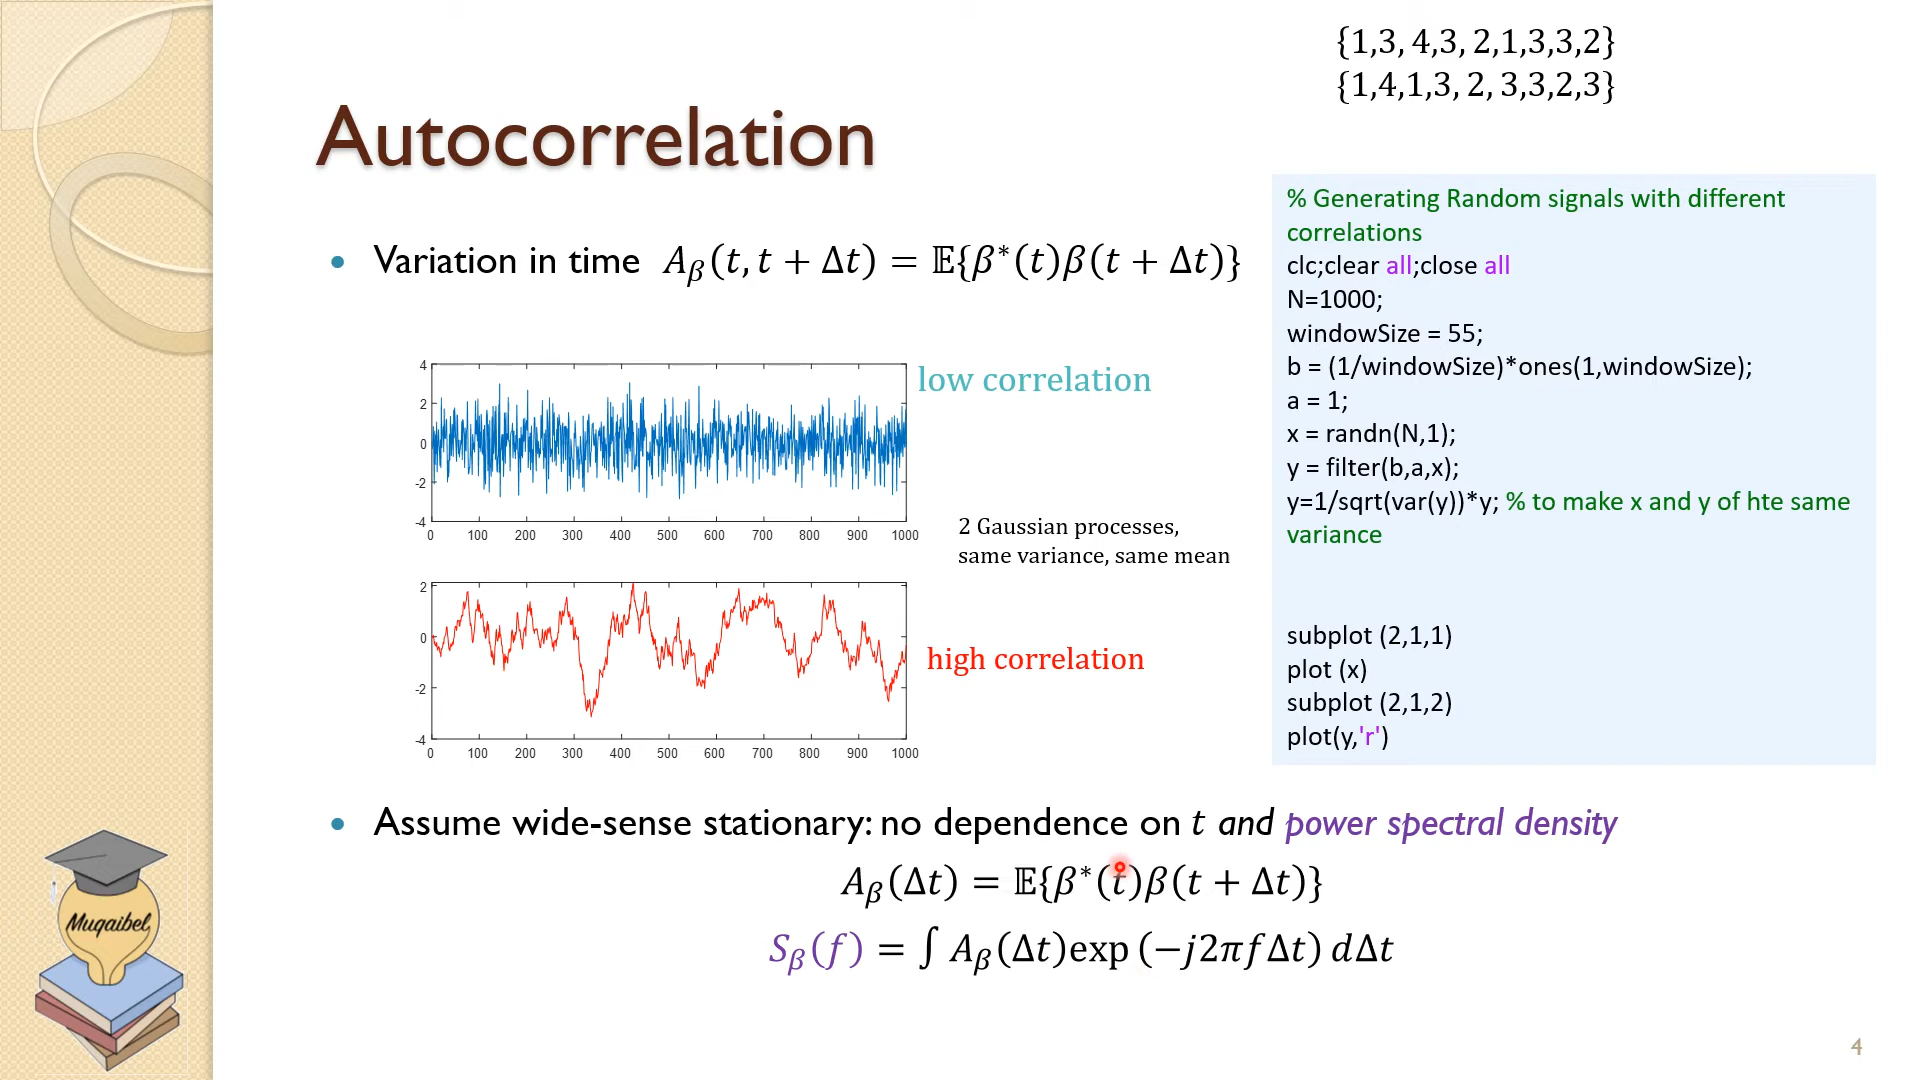 {1,3, 4,3, 2,1,3,3,2}
{1,4,1,3, 2, 3,3,2,3}
Autocorrelation
• Variation in time A_β(t, t + Δt) = 𝔼{β*(t)β(t + Δt)}
4
2
0
-2
-4
0 100 200 300 400 500 600 700 800 900 1000
low correlation
2 Gaussian processes,
same variance, same mean
2
0
-2
-4
0 100 200 300 400 500 600 700 800 900 1000
high correlation
% Generating Random signals with different
correlations
clc;clear all;close all
N=1000;
windowSize = 55;
b = (1/windowSize)*ones(1,windowSize);
a = 1;
x = randn(N,1);
y = filter(b,a,x);
y=1/sqrt(var(y))*y; % to make x and y of hte same
variance
subplot (2,1,1)
plot (x)
subplot (2,1,2)
plot(y,'r')
• Assume wide-sense stationary: no dependence on t and power spectral density
A_β(Δt) = 𝔼{β*(t)β(t + Δt)}
S_β(f) = ∫ A_β(Δt)exp (−j2πfΔt) dΔt
Muqaibel
4